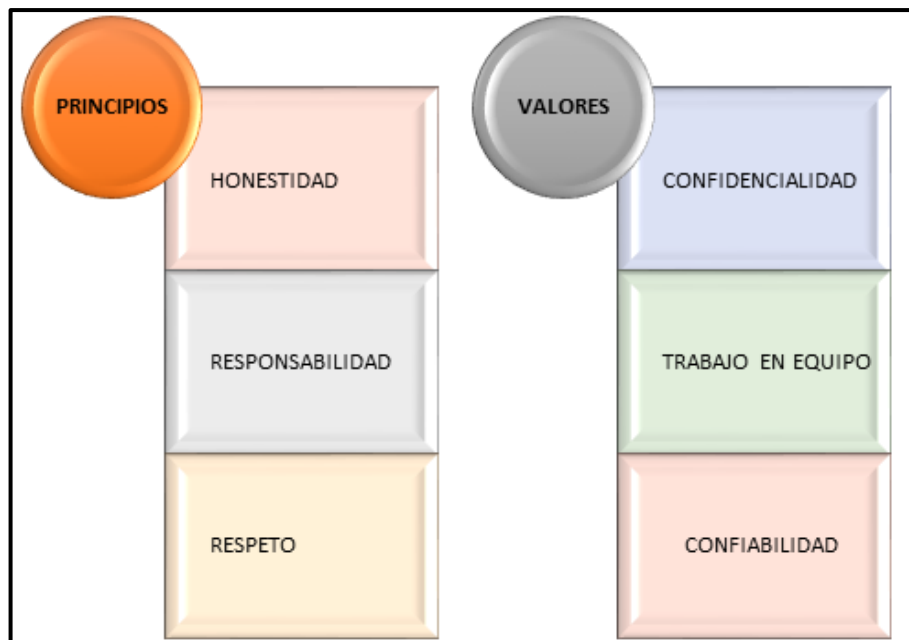 PRINCIPIOS
HONESTIDAD
RESPONSABILIDAD
RESPETO
VALORES
CONFIDENCIALIDAD
TRABAJO EN EQUIPO
CONFIABILIDAD